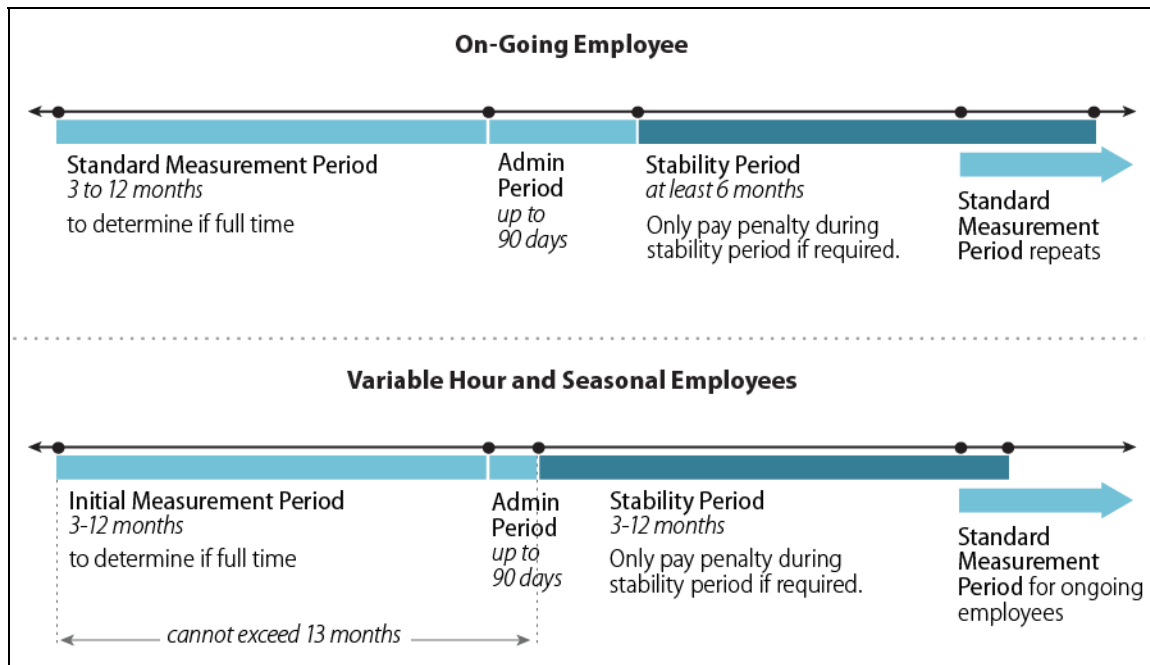 On-Going Employee
Standard Measurement Period
3 to 12 months
to determine if full time
Admin
Period
up to
90 days
Stability Period
at least 6 months
Only pay penalty during
stability period if required.
Standard
Measurement
Period repeats
Variable Hour and Seasonal Employees
Initial Measurement Period
3-12 months
to determine if full time
Admin
Period
up to
90 days
Stability Period
3-12 months
Only pay penalty during
stability period if required.
Standard
Measurement
Period for ongoing
employees
cannot exceed 13 months